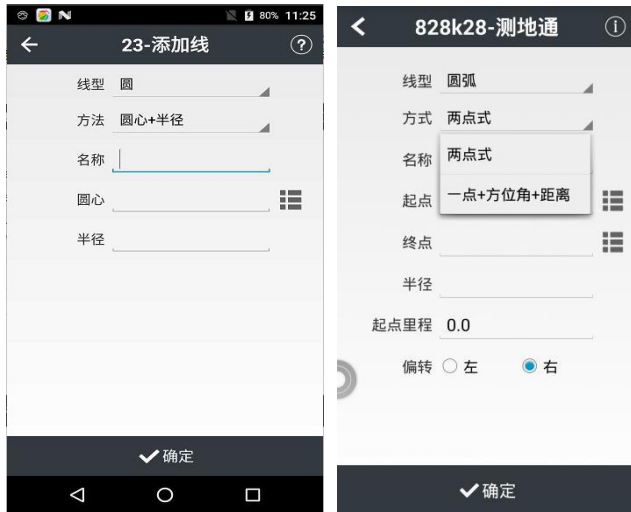 80% 11:25
23-添加线
线型 圆
方法 圆心+半径
名称
圆心
半径
确定
828k28-测地通
线型 圆弧
方式 两点式
名称 两点式
起点 一点+方位角+距离
终点
半径
起点里程 0.0
偏转 左 右
确定